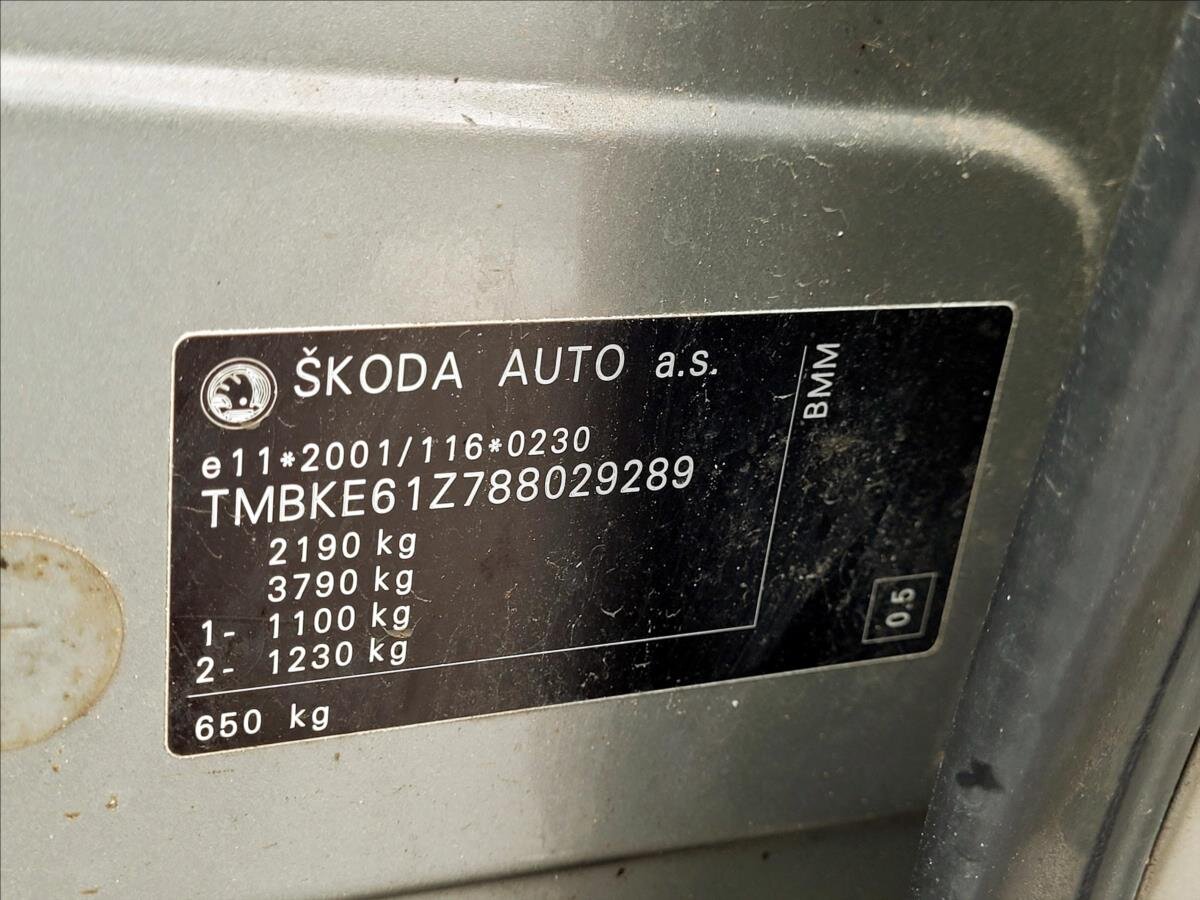 ŠKODA AUTO a.s.
e11*2001/116*0230
TMBKE61Z788029289
2190 kg
3790 kg
1- 1100 kg
2- 1230 kg
650 kg
BMM
0.5